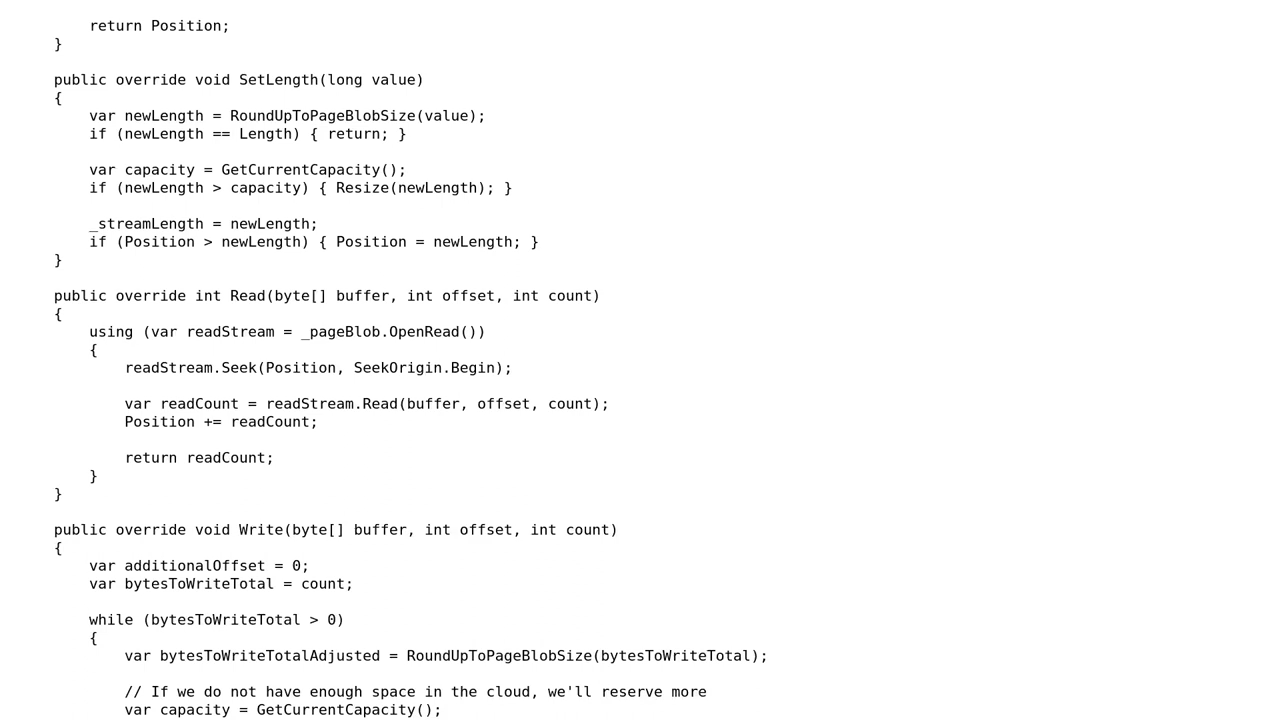 return Position;
    }

    public override void SetLength(long value)
    {
        var newLength = RoundUpToPageBlobSize(value);
        if (newLength == Length) { return; }

        var capacity = GetCurrentCapacity();
        if (newLength > capacity) { Resize(newLength); }

        _streamLength = newLength;
        if (Position > newLength) { Position = newLength; }
    }

    public override int Read(byte[] buffer, int offset, int count)
    {
        using (var readStream = _pageBlob.OpenRead())
        {
            readStream.Seek(Position, SeekOrigin.Begin);

            var readCount = readStream.Read(buffer, offset, count);
            Position += readCount;

            return readCount;
        }
    }

    public override void Write(byte[] buffer, int offset, int count)
    {
        var additionalOffset = 0;
        var bytesToWriteTotal = count;

        while (bytesToWriteTotal > 0)
        {
            var bytesToWriteTotalAdjusted = RoundUpToPageBlobSize(bytesToWriteTotal);

            // If we do not have enough space in the cloud, we'll reserve more
            var capacity = GetCurrentCapacity();